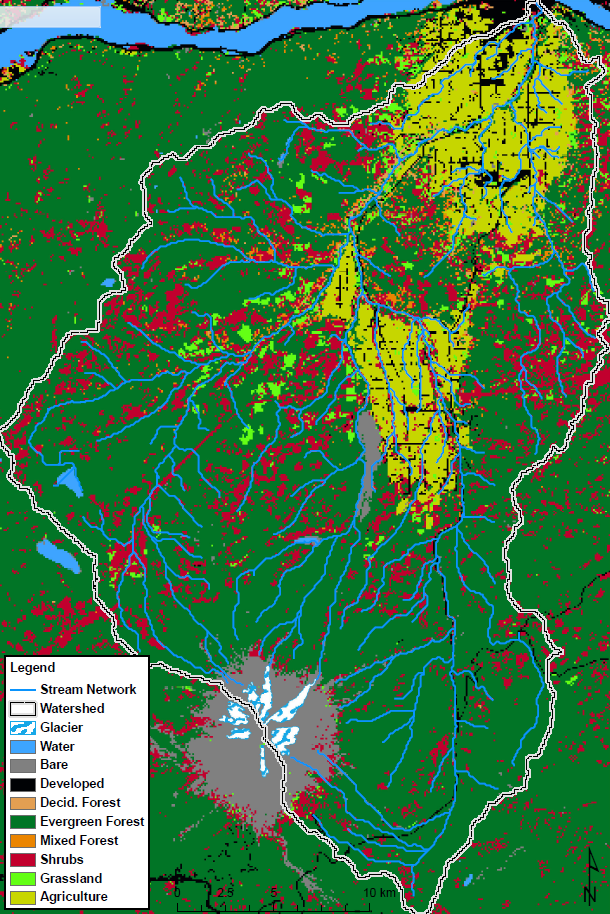 Legend
Stream Network
Watershed
Glacier
Water
Bare
Developed
Decid. Forest
Evergreen Forest
Mixed Forest
Shrubs
Grassland
Agriculture
0 2.5 5 10 km
N